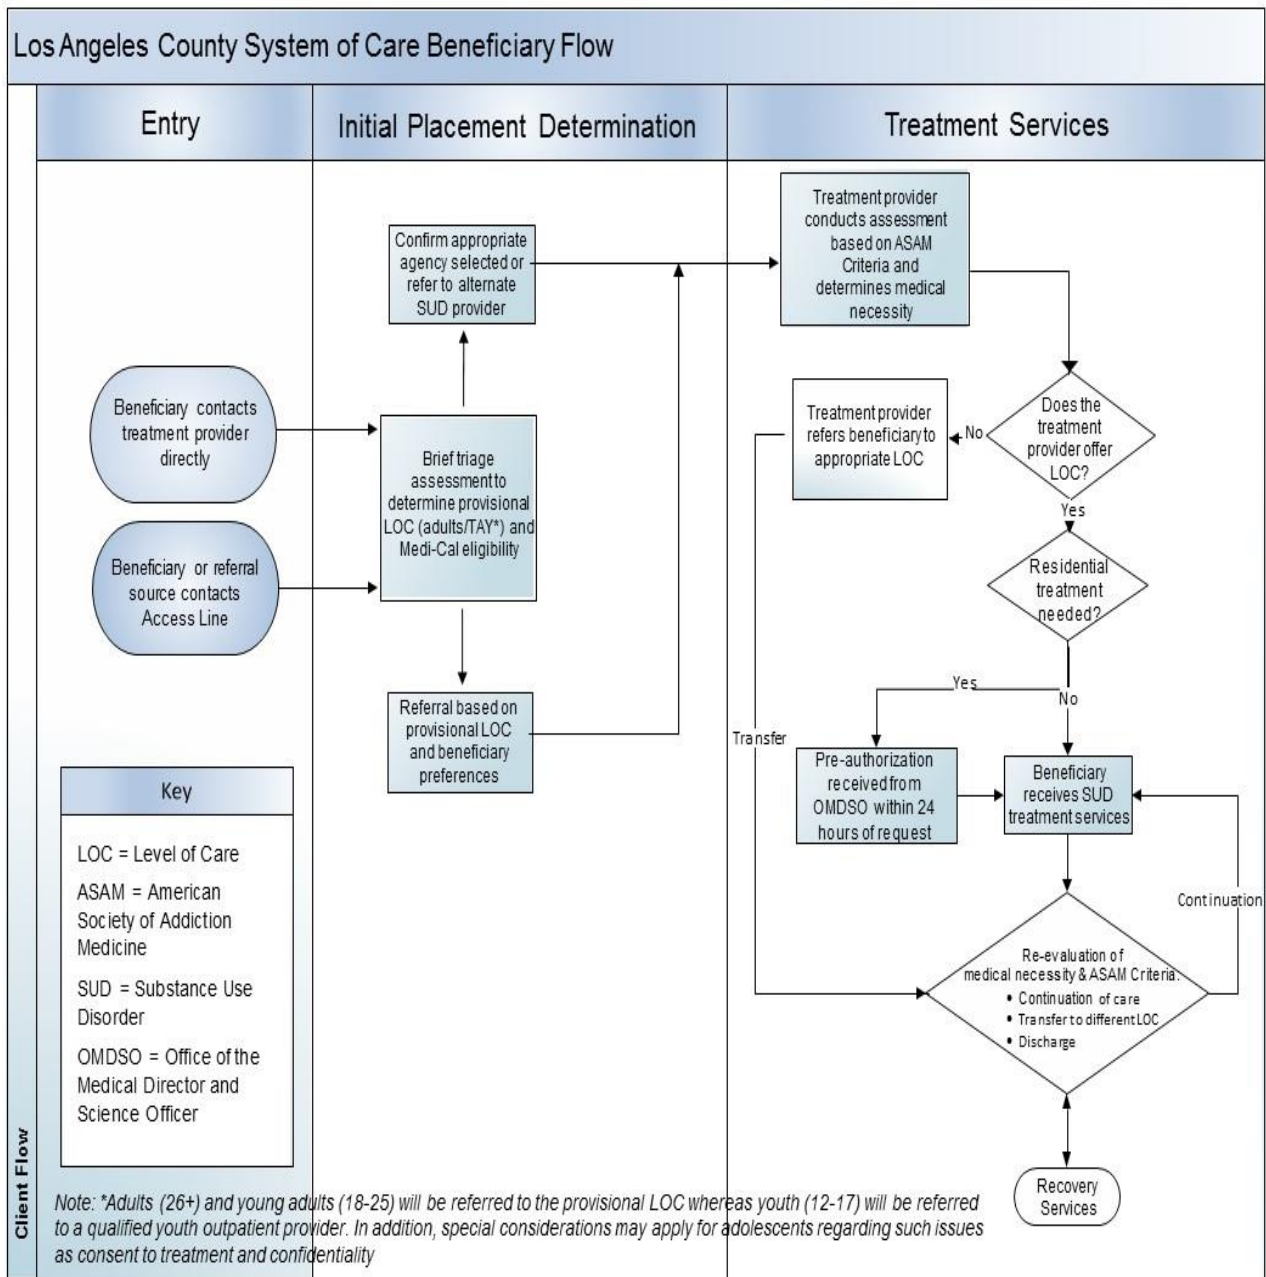 Los Angeles County System of Care Beneficiary Flow
Entry
Initial Placement Determination
Treatment Services
Beneficiary contacts
treatment provider
directly
Beneficiary or referral
source contacts
Access Line
Confirm appropriate
agency selected or
refer to alternate
SUD provider
Brief triage
assessment to
determine provisional
LOC (adults/TAY*) and
Medi-Cal eligibility
Referral based on
provisional LOC
and beneficiary
preferences
Treatment provider
conducts assessment
based on ASAM
Criteria and
determines medical
necessity
Does the
treatment
provider offer
LOC?
No
Treatment provider
refers beneficiary to
appropriate LOC
Yes
Residential
treatment
needed?
Yes
No
Transfer
Pre-authorization
received from
OMDSO within 24
hours of request
Beneficiary
receives SUD
treatment services
Continuation
Re-evaluation of
medical necessity & ASAM Criteria:
• Continuation of care
• Transfer to different LOC
• Discharge
Recovery
Services
Key
LOC = Level of Care
ASAM = American
Society of Addiction
Medicine
SUD = Substance Use
Disorder
OMDSO = Office of the
Medical Director and
Science Officer
Client Flow
Note: *Adults (26+) and young adults (18-25) will be referred to the provisional LOC whereas youth (12-17) will be referred
to a qualified youth outpatient provider. In addition, special considerations may apply for adolescents regarding such issues
as consent to treatment and confidentiality